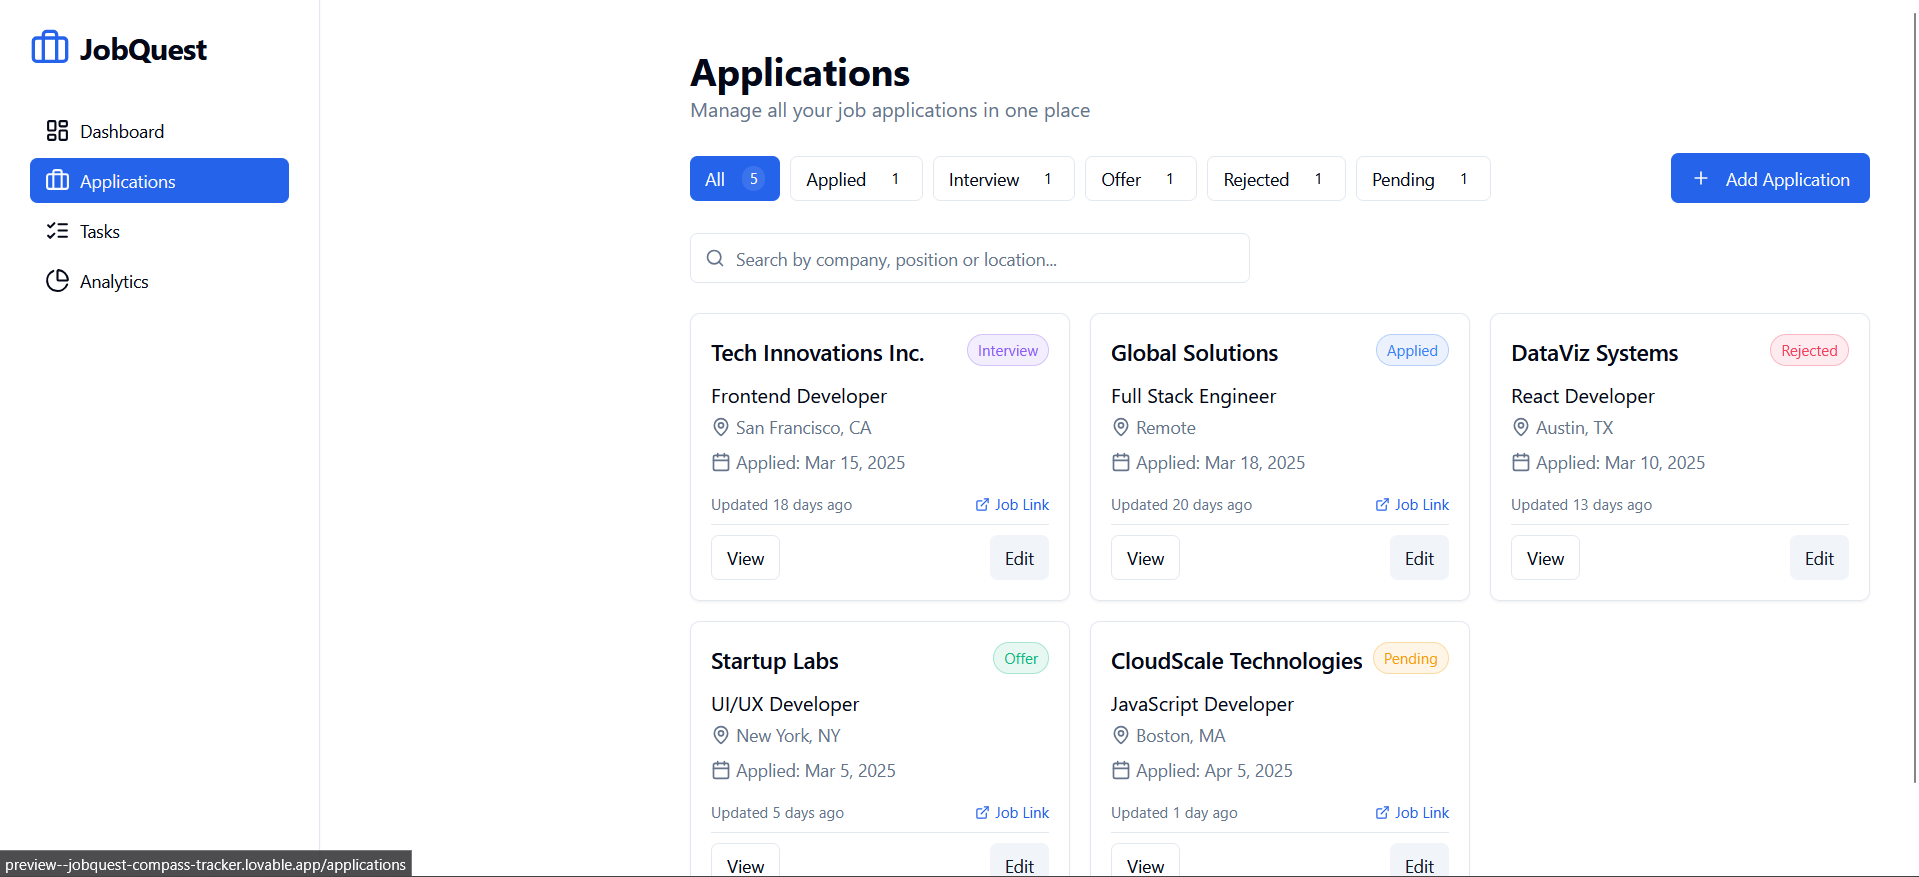 JobQuest
Dashboard
Applications
Tasks
Analytics
Applications
Manage all your job applications in one place
All 5 Applied 1 Interview 1 Offer 1 Rejected 1 Pending 1
+ Add Application
Search by company, position or location...
Tech Innovations Inc. Interview
Frontend Developer
San Francisco, CA
Applied: Mar 15, 2025
Updated 18 days ago Job Link
View Edit
Global Solutions Applied
Full Stack Engineer
Remote
Applied: Mar 18, 2025
Updated 20 days ago Job Link
View Edit
DataViz Systems Rejected
React Developer
Austin, TX
Applied: Mar 10, 2025
Updated 13 days ago
View Edit
Startup Labs Offer
UI/UX Developer
New York, NY
Applied: Mar 5, 2025
Updated 5 days ago Job Link
View Edit
CloudScale Technologies Pending
JavaScript Developer
Boston, MA
Applied: Apr 5, 2025
Updated 1 day ago Job Link
View Edit
preview--jobquest-compass-tracker.lovable.app/applications